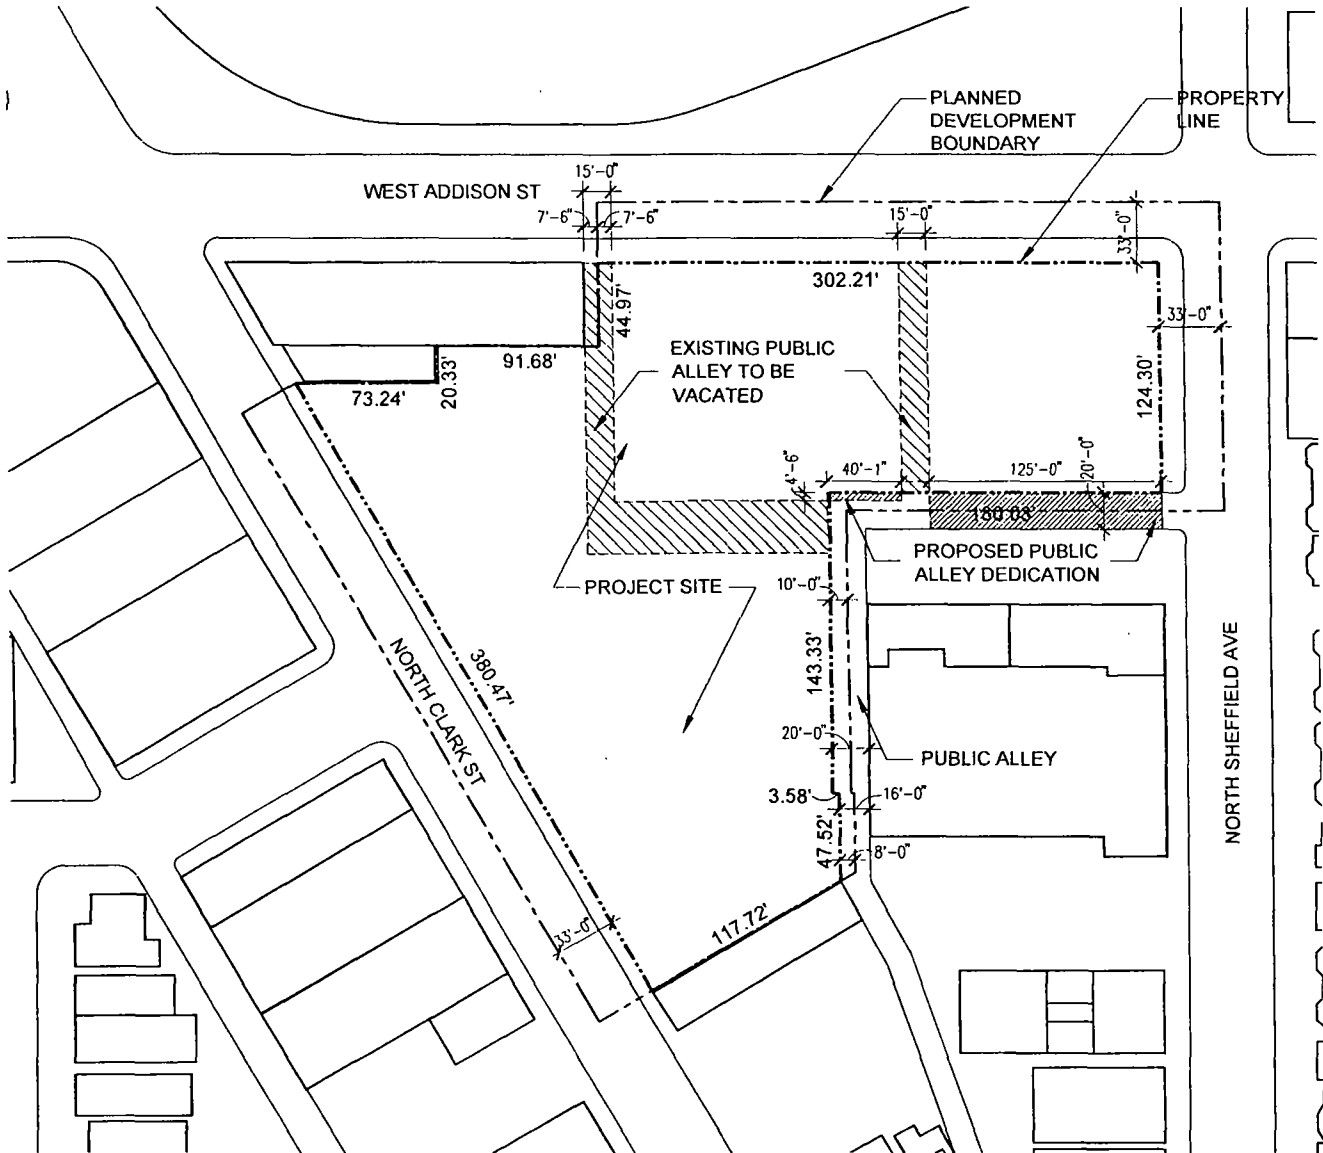 PLANNED
DEVELOPMENT
BOUNDARY
PROPERTY
LINE
15'-0"
WEST ADDISON ST
7'-6"
7'-6"
15'-0"
33'-0"
302.21'
44.97'
33'-0"
EXISTING PUBLIC
ALLEY TO BE
VACATED
91.68'
20.33'
73.24'
124.30'
4'-6"
40'-1"
125'-0"
20'-0"
180.03'
PROPOSED PUBLIC
ALLEY DEDICATION
PROJECT SITE
10'-0"
143.33'
NORTH CLARK ST
380.47'
NORTH SHEFFIELD AVE
20'-0"
PUBLIC ALLEY
3.58'
16'-0"
47.52'
8'-0"
117.72'
33'-0"